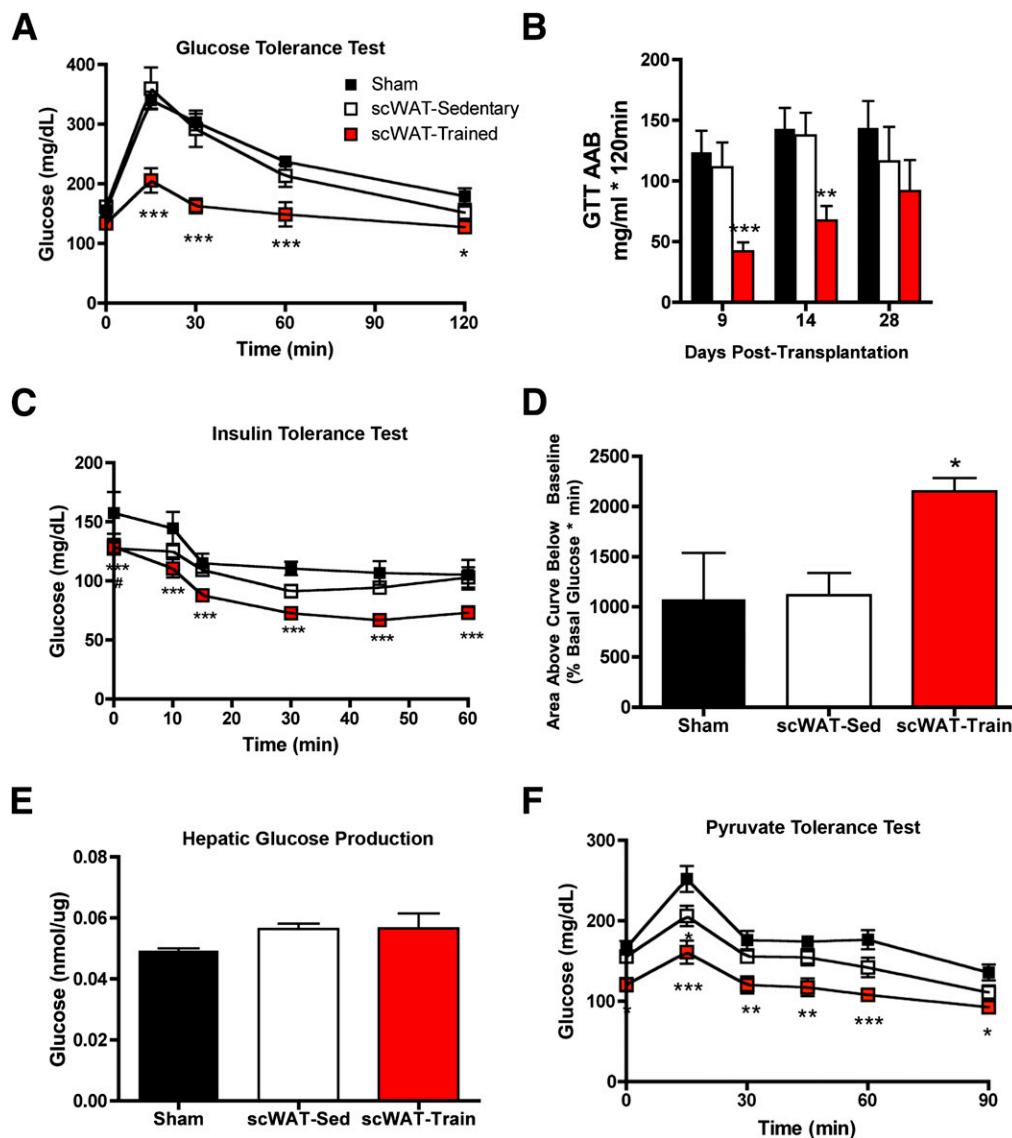 A
Glucose Tolerance Test
Sham
scWAT-Sedentary
scWAT-Trained
Glucose (mg/dL)
400
300
200
100
0
***
***
***
*
0 30 60 90 120
Time (min)
B
GTT AAB
mg/ml * 120min
200
150
100
50
0
***
**
9 14 28
Days Post-Transplantation
C
Insulin Tolerance Test
Glucose (mg/dL)
200
150
100
50
0
***
#
***
***
***
***
***
0 10 20 30 40 50 60
Time (min)
D
Area Above Curve Below Baseline
(% Basal Glucose * min)
2500
2000
1500
1000
500
0
*
Sham scWAT-Sed scWAT-Train
E
Hepatic Glucose Production
Glucose (nmol/ug)
0.08
0.06
0.04
0.02
0.00
Sham scWAT-Sed scWAT-Train
F
Pyruvate Tolerance Test
Glucose (mg/dL)
300
200
100
0
*
*
***
**
**
***
*
0 30 60 90
Time (min)